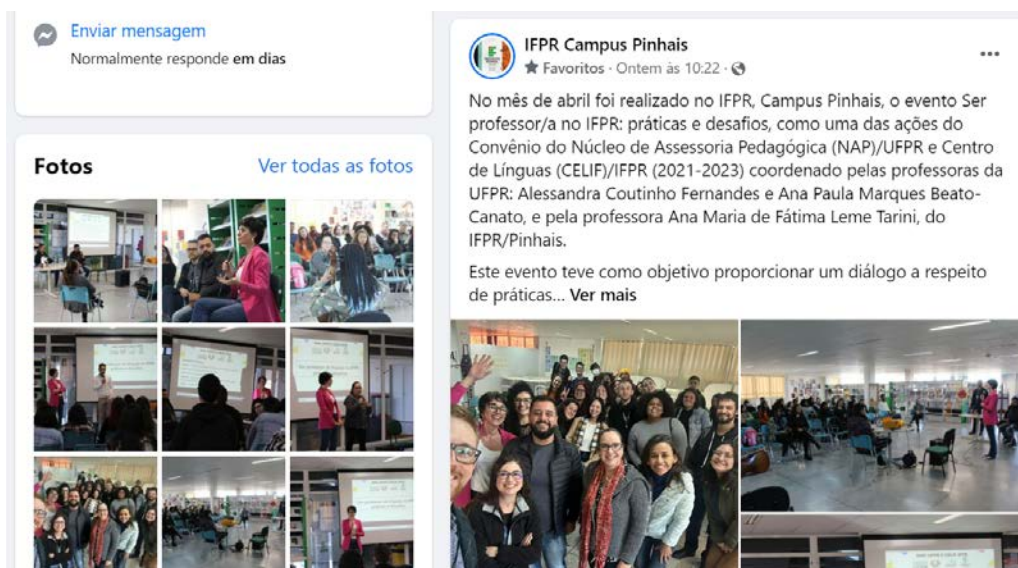 Enviar mensagem
Normalmente responde em dias
Fotos
Ver todas as fotos
IFPR Campus Pinhais
Favoritos · Ontem às 10:22 ·
No mês de abril foi realizado no IFPR, Campus Pinhais, o evento Ser
professor/a no IFPR: práticas e desafios, como uma das ações do
Convênio do Núcleo de Assessoria Pedagógica (NAP)/UFPR e Centro
de Línguas (CELIF)/IFPR (2021-2023) coordenado pelas professoras da
UFPR: Alessandra Coutinho Fernandes e Ana Paula Marques Beato-
Canato, e pela professora Ana Maria de Fátima Leme Tarini, do
IFPR/Pinhais.
Este evento teve como objetivo proporcionar um diálogo a respeito
de práticas... Ver mais